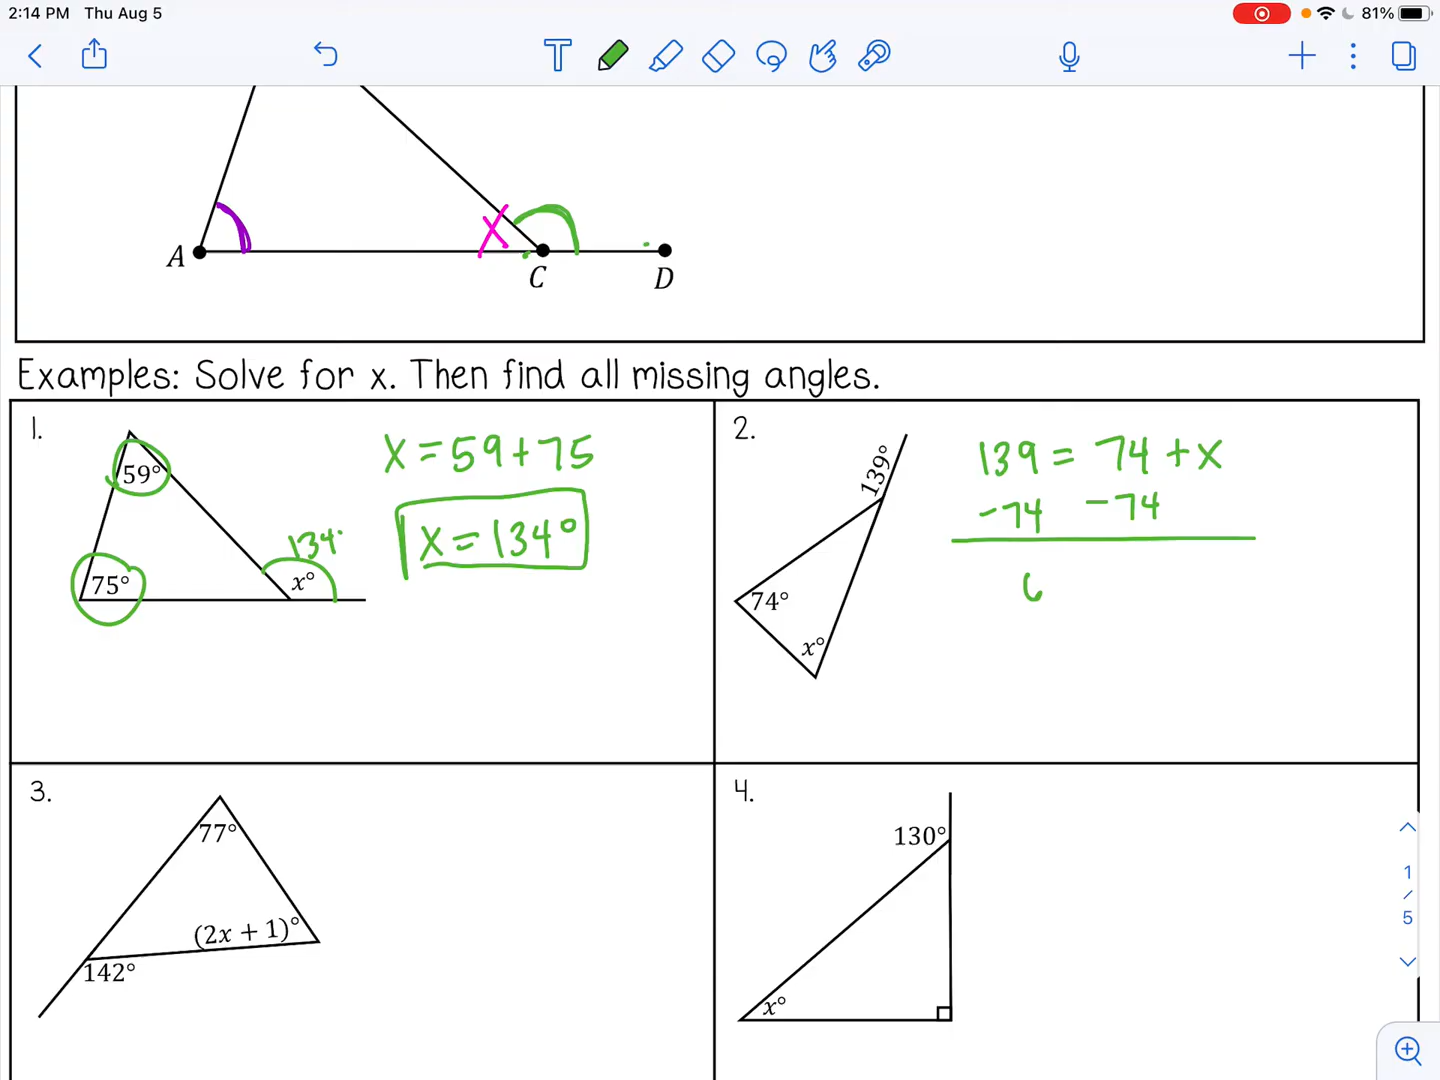 2:14 PM Thu Aug 5
81%
T
A
X
C
D
Examples: Solve for x. Then find all missing angles.
1.
59°
75°
134°
x°
X = 59 + 75
X = 134°
2.
139°
74°
x°
139 = 74 + X
-74 -74
6
3.
77°
(2x + 1)°
142°
4.
130°
x°
1
/
5